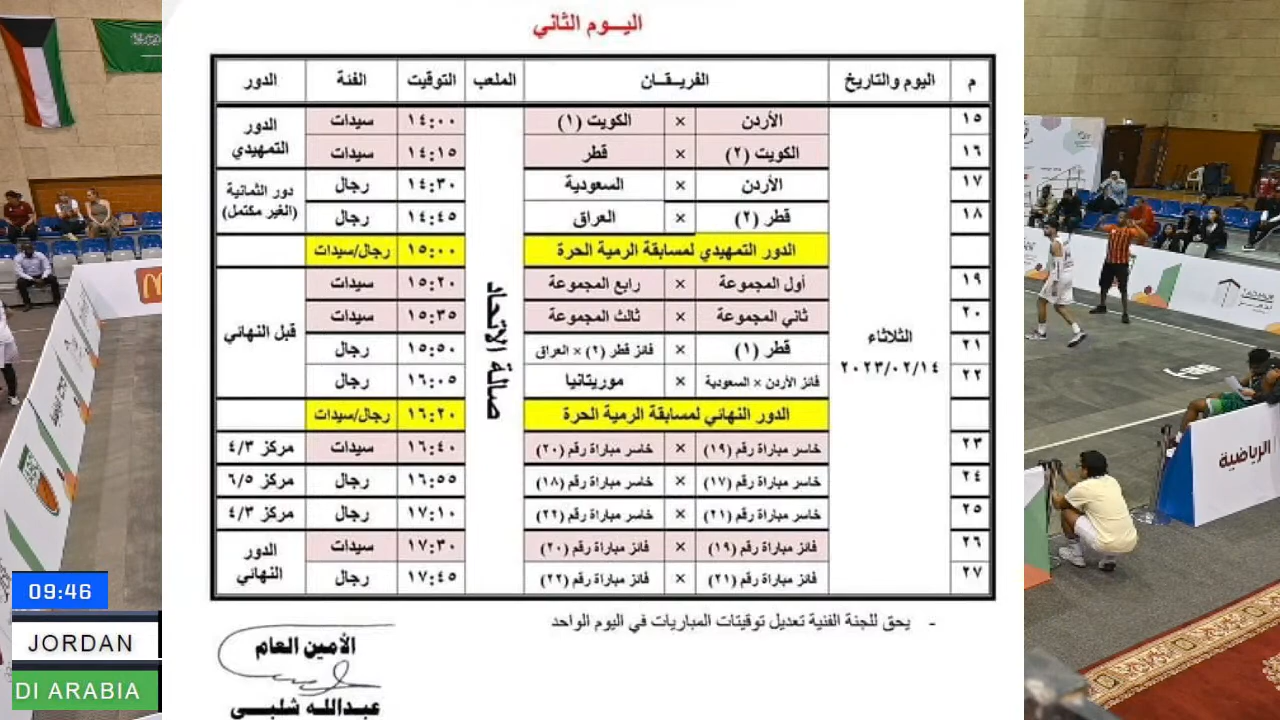 اليـــوم الثاني
م اليوم والتاريخ الفريـقـــان الملعب التوقيت الفئة الدور
١٥ الأردن × الكويت (١) ١٤:٠٠ سيدات الدور التمهيدي
١٦ الكويت (٢) × قطر ١٤:١٥ سيدات
١٧ الأردن × السعودية ١٤:٣٠ رجال دور الثمانية (الغير مكتمل)
١٨ قطر (٢) × العراق ١٤:٤٥ رجال
الدور التمهيدي لمسابقة الرمية الحرة ١٥:٠٠ رجال/سيدات
١٩ أول المجموعة × رابع المجموعة ١٥:٢٠ سيدات
٢٠ ثاني المجموعة × ثالث المجموعة ١٥:٣٥ سيدات
قبل النهائي
الثلاثاء
٢٠٢٣/٠٢/١٤
صالة الاتحاد
٢١ قطر (١) × فائز قطر (٢) × العراق ١٥:٥٠ رجال
٢٢ فائز الأردن × السعودية × موريتانيا ١٦:٠٥ رجال
الدور النهائي لمسابقة الرمية الحرة ١٦:٢٠ رجال/سيدات
٢٣ خاسر مباراة رقم (١٩) × خاسر مباراة رقم (٢٠) ١٦:٤٠ سيدات مركز ٤/٣
٢٤ خاسر مباراة رقم (١٧) × خاسر مباراة رقم (١٨) ١٦:٥٥ رجال مركز ٦/٥
٢٥ خاسر مباراة رقم (٢١) × خاسر مباراة رقم (٢٢) ١٧:١٠ رجال مركز ٤/٣
٢٦ فائز مباراة رقم (١٩) × فائز مباراة رقم (٢٠) ١٧:٣٠ سيدات الدور النهائي
٢٧ فائز مباراة رقم (٢١) × فائز مباراة رقم (٢٢) ١٧:٤٥ رجال
- يحق للجنة الفنية تعديل توقيتات المباريات في اليوم الواحد
الأمين العام
عبدالله شلبي
09:46
JORDAN
DI ARABIA
الرياضية